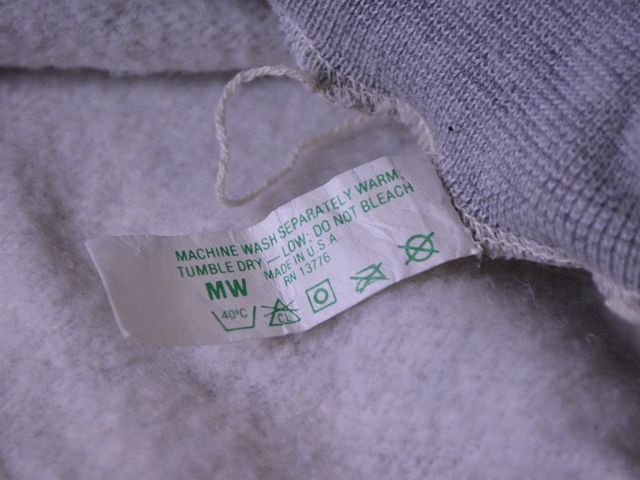 MACHINE WASH SEPARATELY WARM;
TUMBLE DRY—LOW; DO NOT BLEACH
MADE IN U.S.A.
MW RN 13776
40°C CL